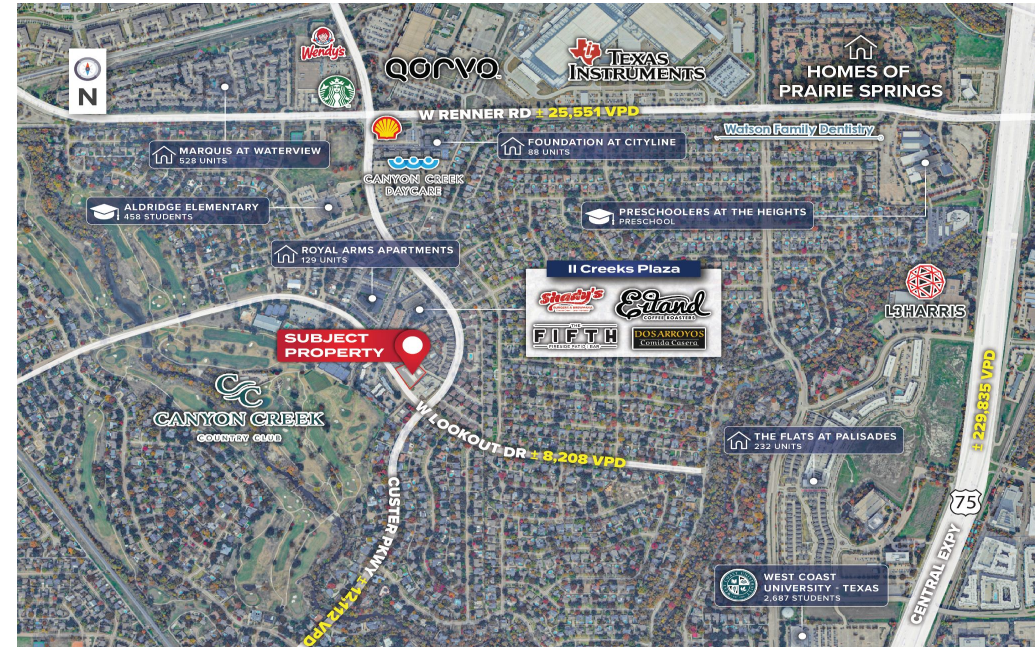 N
Wendy's
QORVO
TEXAS
INSTRUMENTS
HOMES OF
PRAIRIE SPRINGS
W RENNER RD ± 25,551 VPD
Watson Family Dentistry
MARQUIS AT WATERVIEW
528 UNITS
FOUNDATION AT CITYLINE
88 UNITS
CANYON CREEK
DAYCARE
ALDRIDGE ELEMENTARY
458 STUDENTS
PRESCHOOLERS AT THE HEIGHTS
PRESCHOOL
ROYAL ARMS APARTMENTS
129 UNITS
II Creeks Plaza
Shady's
Eiland
COFFEE ROASTERS
THE
FIFTH
FIRESIDE PATIO BAR
DOS ARROYOS
Comida Casera
L3HARRIS
SUBJECT
PROPERTY
CC
CANYON CREEK
COUNTRY CLUB
W LOOKOUT DR ± 8,208 VPD
THE FLATS AT PALISADES
232 UNITS
± 229,835 VPD
75
CENTRAL EXPY
CUSTER PKWY ± 12,112 VPD
WEST COAST
UNIVERSITY - TEXAS
2,687 STUDENTS